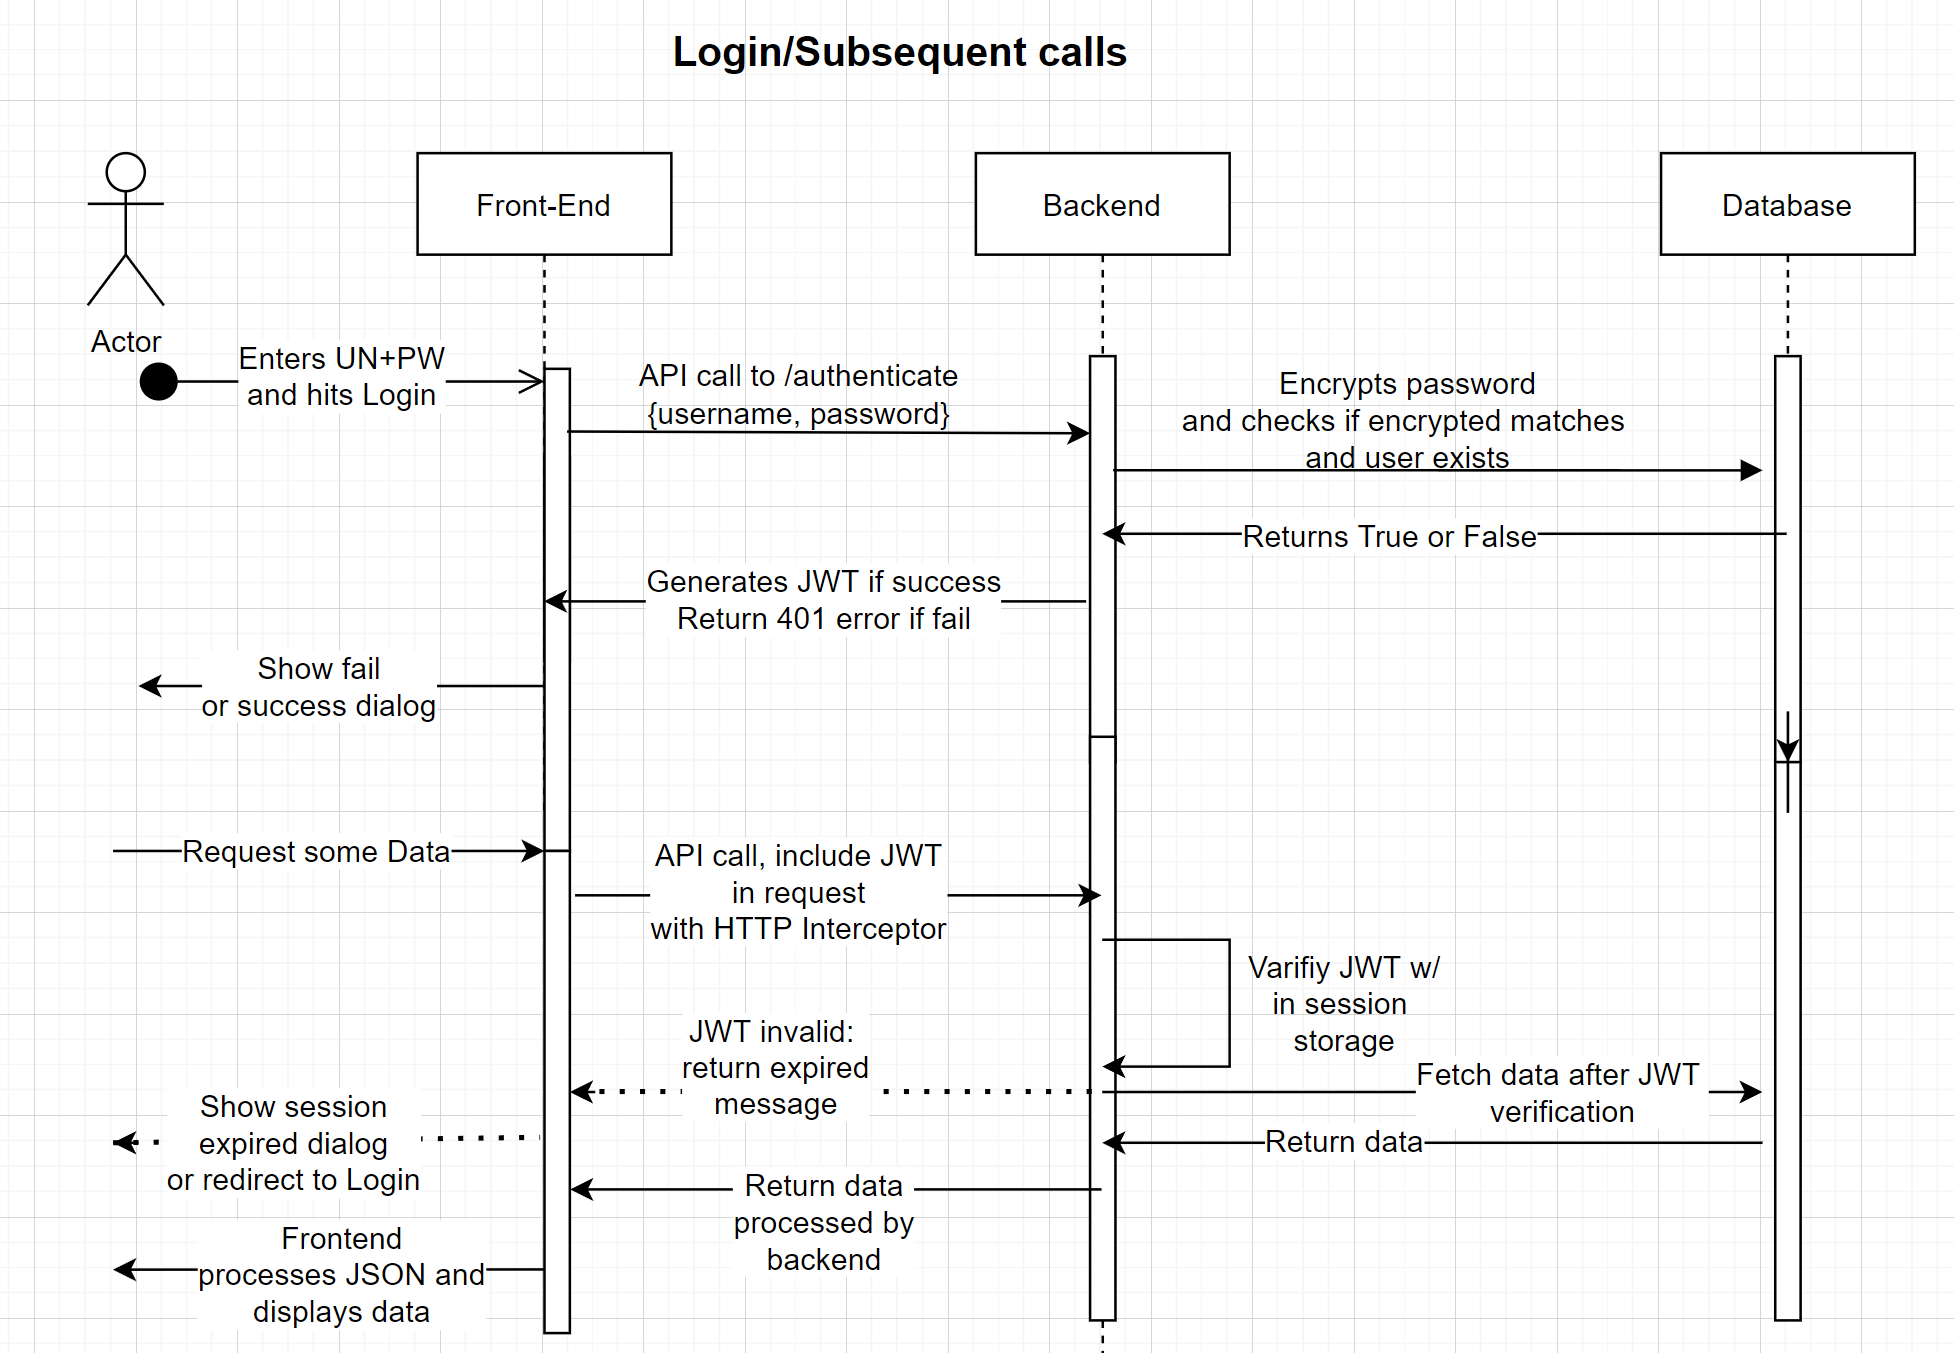 Login/Subsequent calls
Front-End
Backend
Database
Actor
Enters UN+PW
and hits Login
API call to /authenticate
{username, password}
Encrypts password
and checks if encrypted matches
and user exists
Returns True or False
Generates JWT if success
Return 401 error if fail
Show fail
or success dialog
Request some Data
API call, include JWT
in request
with HTTP Interceptor
Varifiy JWT w/
in session
storage
JWT invalid:
return expired
message
Fetch data after JWT
verification
Show session
expired dialog
or redirect to Login
Return data
Return data
processed by
backend
Frontend
processes JSON and
displays data